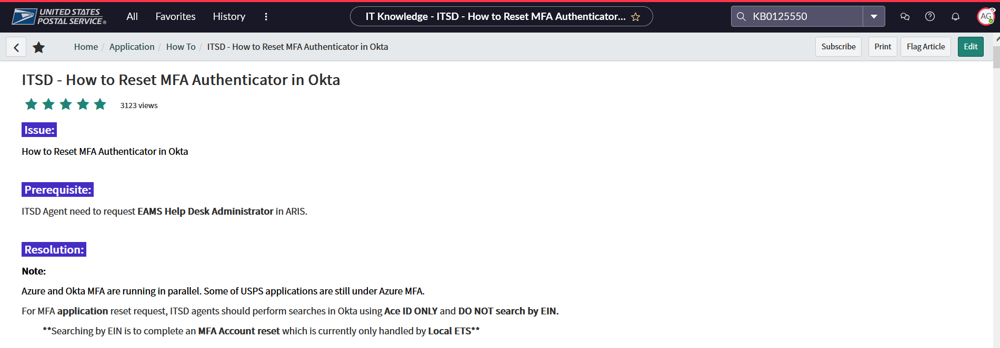 UNITED STATES
POSTAL SERVICE®
All Favorites History
IT Knowledge - ITSD - How to Reset MFA Authenticator...
KB0125550
AG
Home / Application / How To / ITSD - How to Reset MFA Authenticator in Okta
Subscribe Print Flag Article Edit
ITSD - How to Reset MFA Authenticator in Okta
3123 views
Issue:
How to Reset MFA Authenticator in Okta
Prerequisite:
ITSD Agent need to request EAMS Help Desk Administrator in ARIS.
Resolution:
Note:
Azure and Okta MFA are running in parallel. Some of USPS applications are still under Azure MFA.
For MFA application reset request, ITSD agents should perform searches in Okta using Ace ID ONLY and DO NOT search by EIN.
**Searching by EIN is to complete an MFA Account reset which is currently only handled by Local ETS**